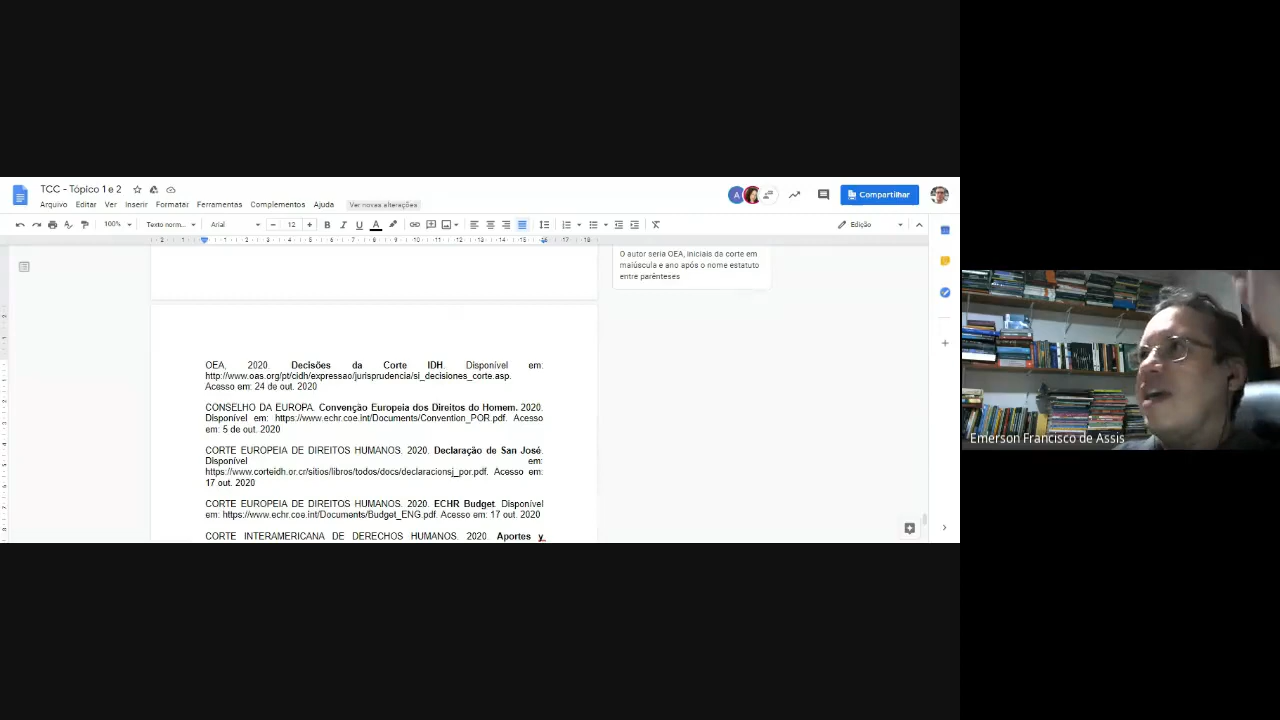 TCC - Tópico 1 e 2
Arquivo Editar Ver Inserir Formatar Ferramentas Complementos Ajuda Ver novas alterações
Compartilhar
100% Texto norm... Arial 12 Edição
O autor seria OEA, iniciais da corte em
maiúscula e ano após o nome estatuto
entre parênteses
OEA, 2020. Decisões da Corte IDH. Disponível em:
http://www.oas.org/pt/cidh/expressao/jurisprudencia/si_decisiones_corte.asp.
Acesso em: 24 de out. 2020
CONSELHO DA EUROPA. Convenção Europeia dos Direitos do Homem. 2020.
Disponível em: https://www.echr.coe.int/Documents/Convention_POR.pdf. Acesso
em: 5 de out. 2020
CORTE EUROPEIA DE DIREITOS HUMANOS. 2020. Declaração de San José.
Disponível em:
https://www.corteidh.or.cr/sitios/libros/todos/docs/declaracionsj_por.pdf. Acesso em:
17 out. 2020
CORTE EUROPEIA DE DIREITOS HUMANOS. 2020. ECHR Budget. Disponível
em: https://www.echr.coe.int/Documents/Budget_ENG.pdf. Acesso em: 17 out. 2020
CORTE INTERAMERICANA DE DERECHOS HUMANOS. 2020. Aportes y
Emerson Francisco de Assis